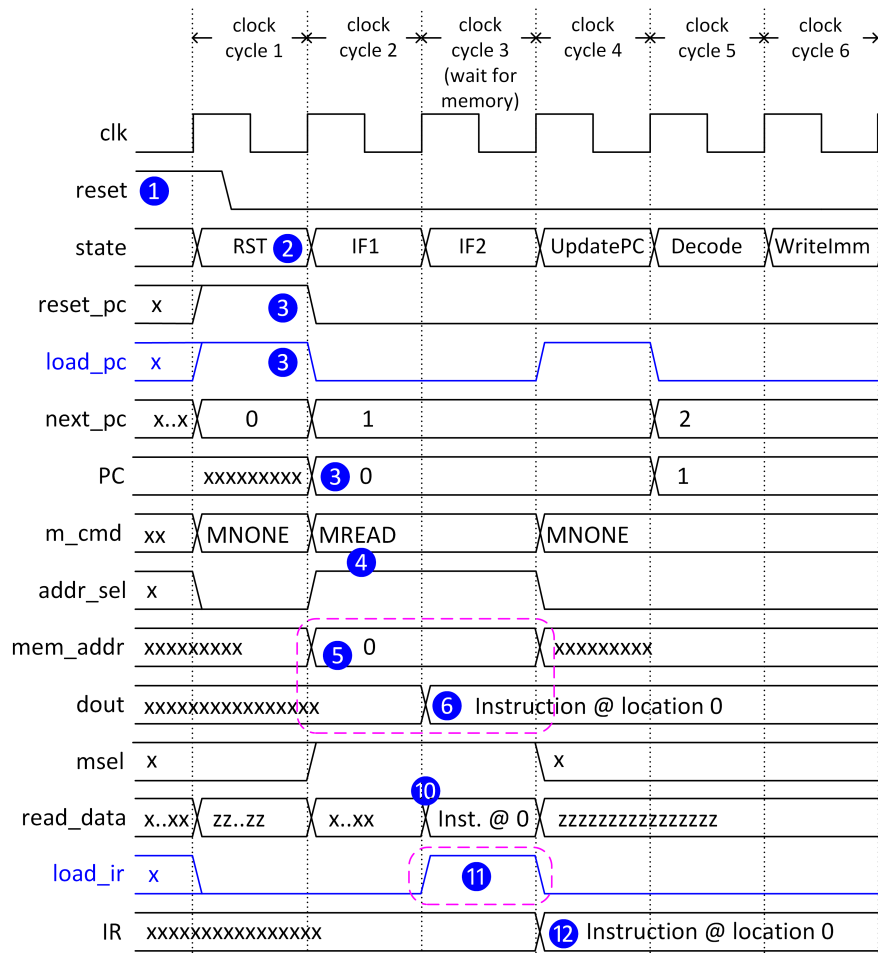 clock cycle 1
clock cycle 2
clock cycle 3 (wait for memory)
clock cycle 4
clock cycle 5
clock cycle 6
clk
reset 1
state RST 2 IF1 IF2 UpdatePC Decode WriteImm
reset_pc x 3
load_pc x 3
next_pc x..x 0 1 2
PC xxxxxxxxx 3 0 1
m_cmd xx MNONE MREAD MNONE
4
addr_sel x
mem_addr xxxxxxxxx 5 0 xxxxxxxxx
dout xxxxxxxxxxxxxxxx 6 Instruction @ location 0
msel x x
10
read_data x..xx zz..zz x..xx Inst. @ 0 zzzzzzzzzzzzzzzz
load_ir x 11
IR xxxxxxxxxxxxxxxx 12 Instruction @ location 0